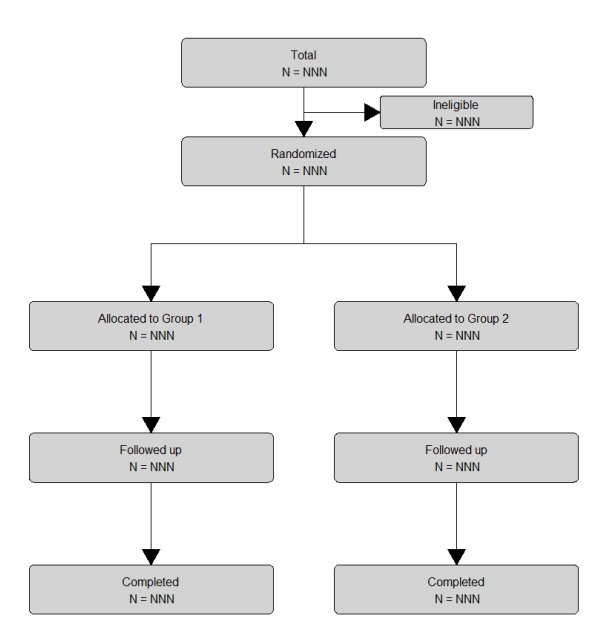 Total
N = NNN
Ineligible
N = NNN
Randomized
N = NNN
Allocated to Group 1
N = NNN
Allocated to Group 2
N = NNN
Followed up
N = NNN
Followed up
N = NNN
Completed
N = NNN
Completed
N = NNN